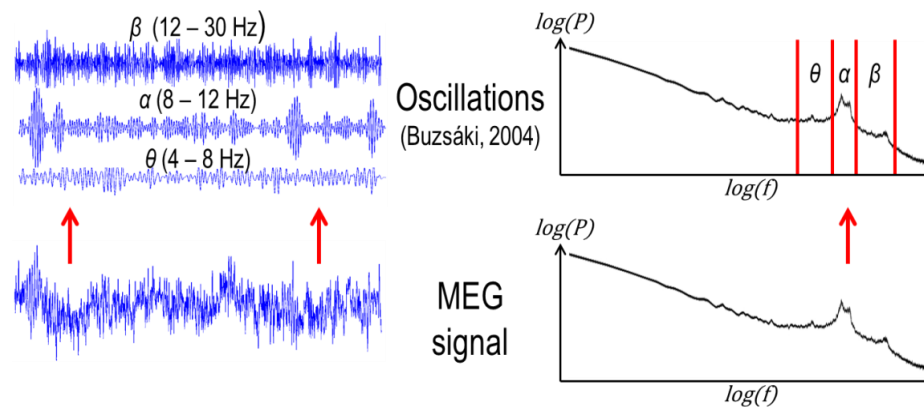 β (12 – 30 Hz)
α (8 – 12 Hz)
θ (4 – 8 Hz)
Oscillations
(Buzsáki, 2004)
log(P)
θ α β
log(f)
MEG
signal
log(P)
log(f)